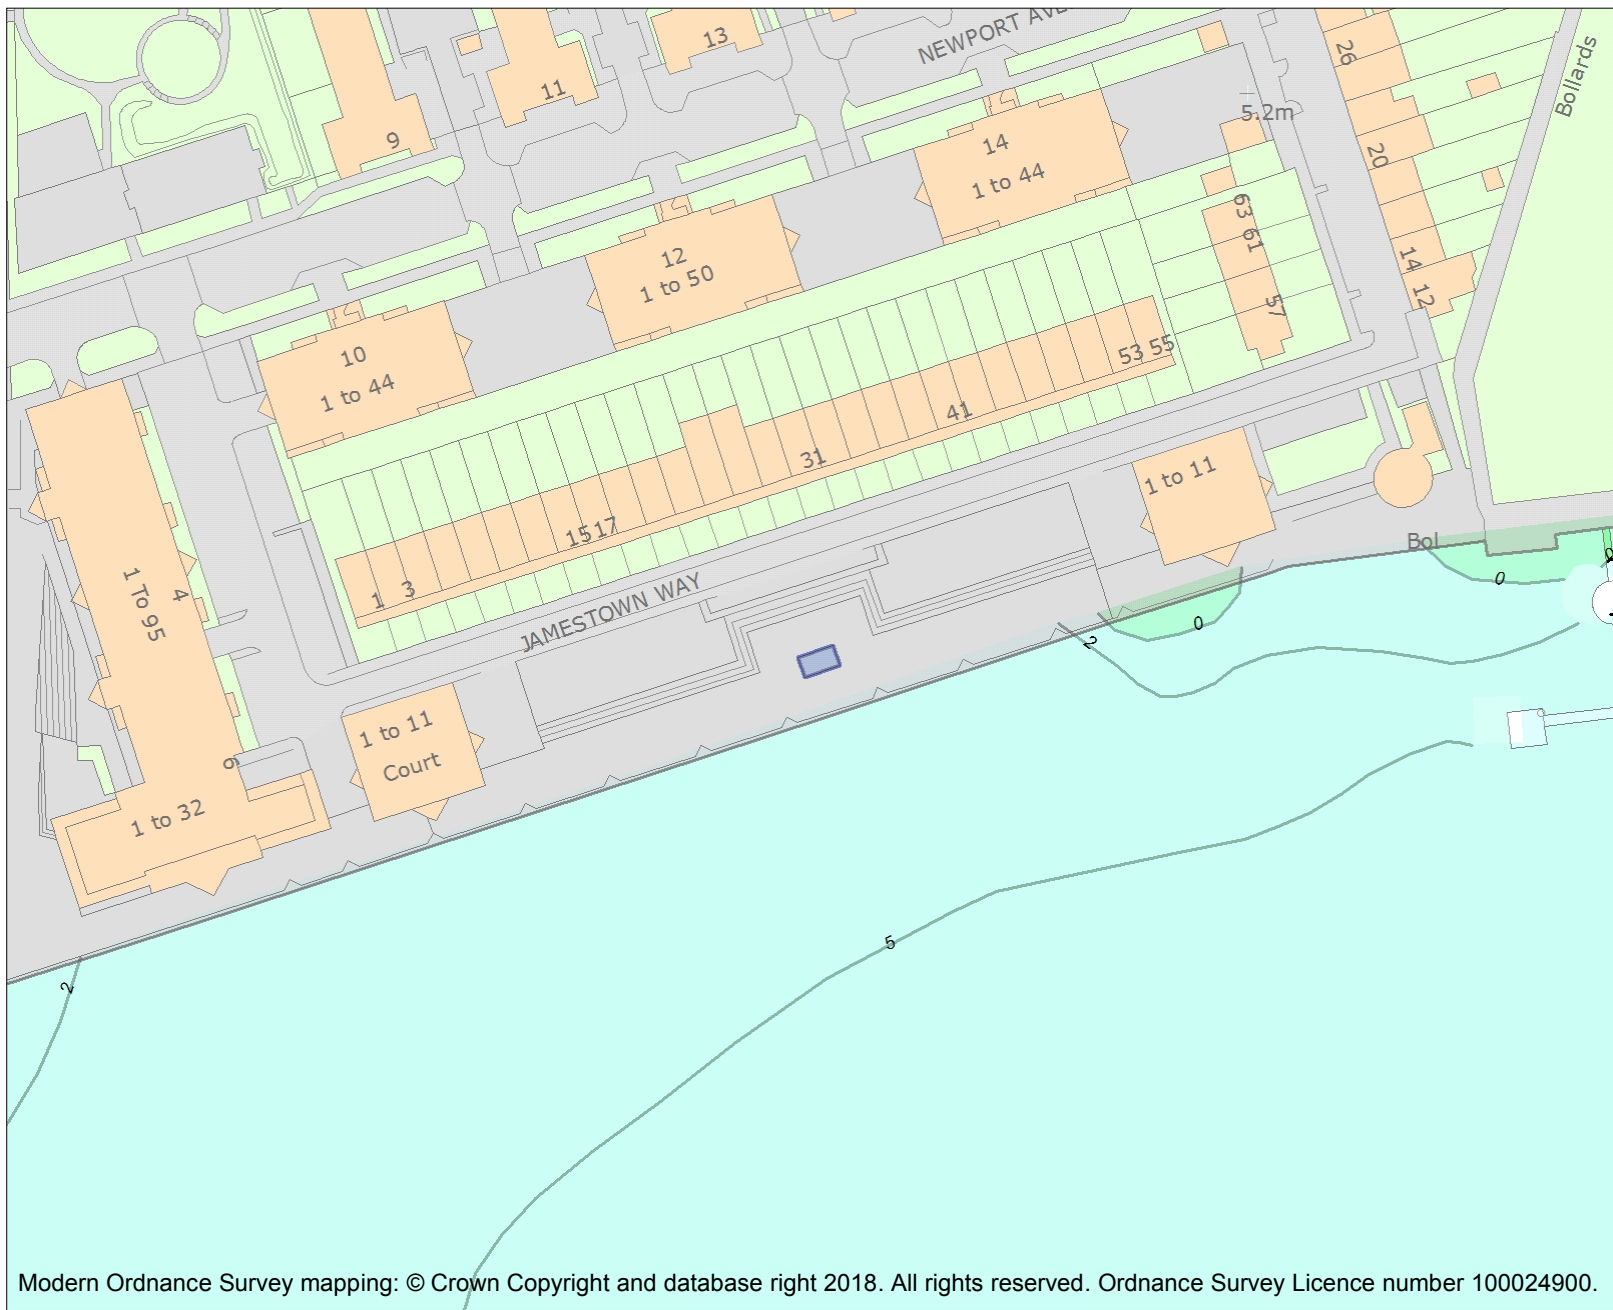 NEWPORT AVE
13
26
Bollards
11
9
5.2m
14
1 to 44
20
63 61
12
1 to 50
14
12
57
10
1 to 44
53 55
41
31
1 to 11
15 17
1 3
JAMESTOWN WAY
Bol
0
0
1 To 95
4
0
2
1 to 11
Court
6
1 to 32
5
2
Modern Ordnance Survey mapping: © Crown Copyright and database right 2018. All rights reserved. Ordnance Survey Licence number 100024900.